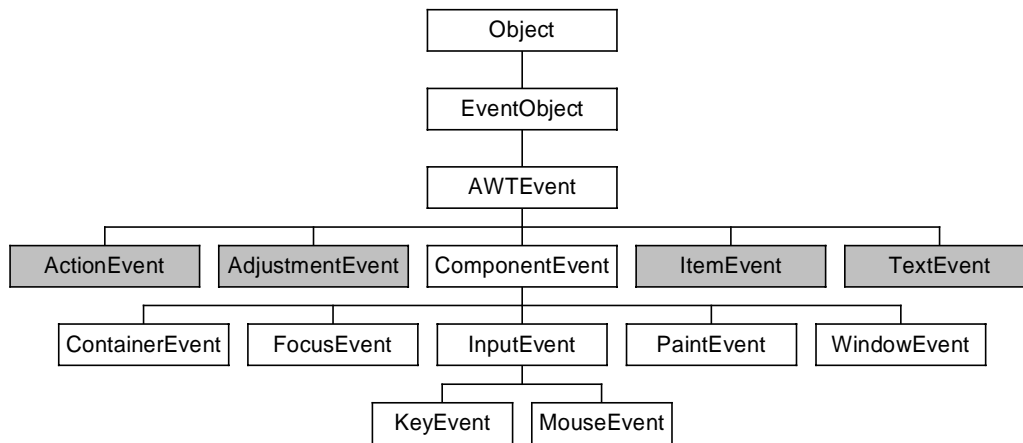 Object
EventObject
AWTEvent
ActionEvent AdjustmentEvent ComponentEvent ItemEvent TextEvent
ContainerEvent FocusEvent InputEvent PaintEvent WindowEvent
KeyEvent MouseEvent